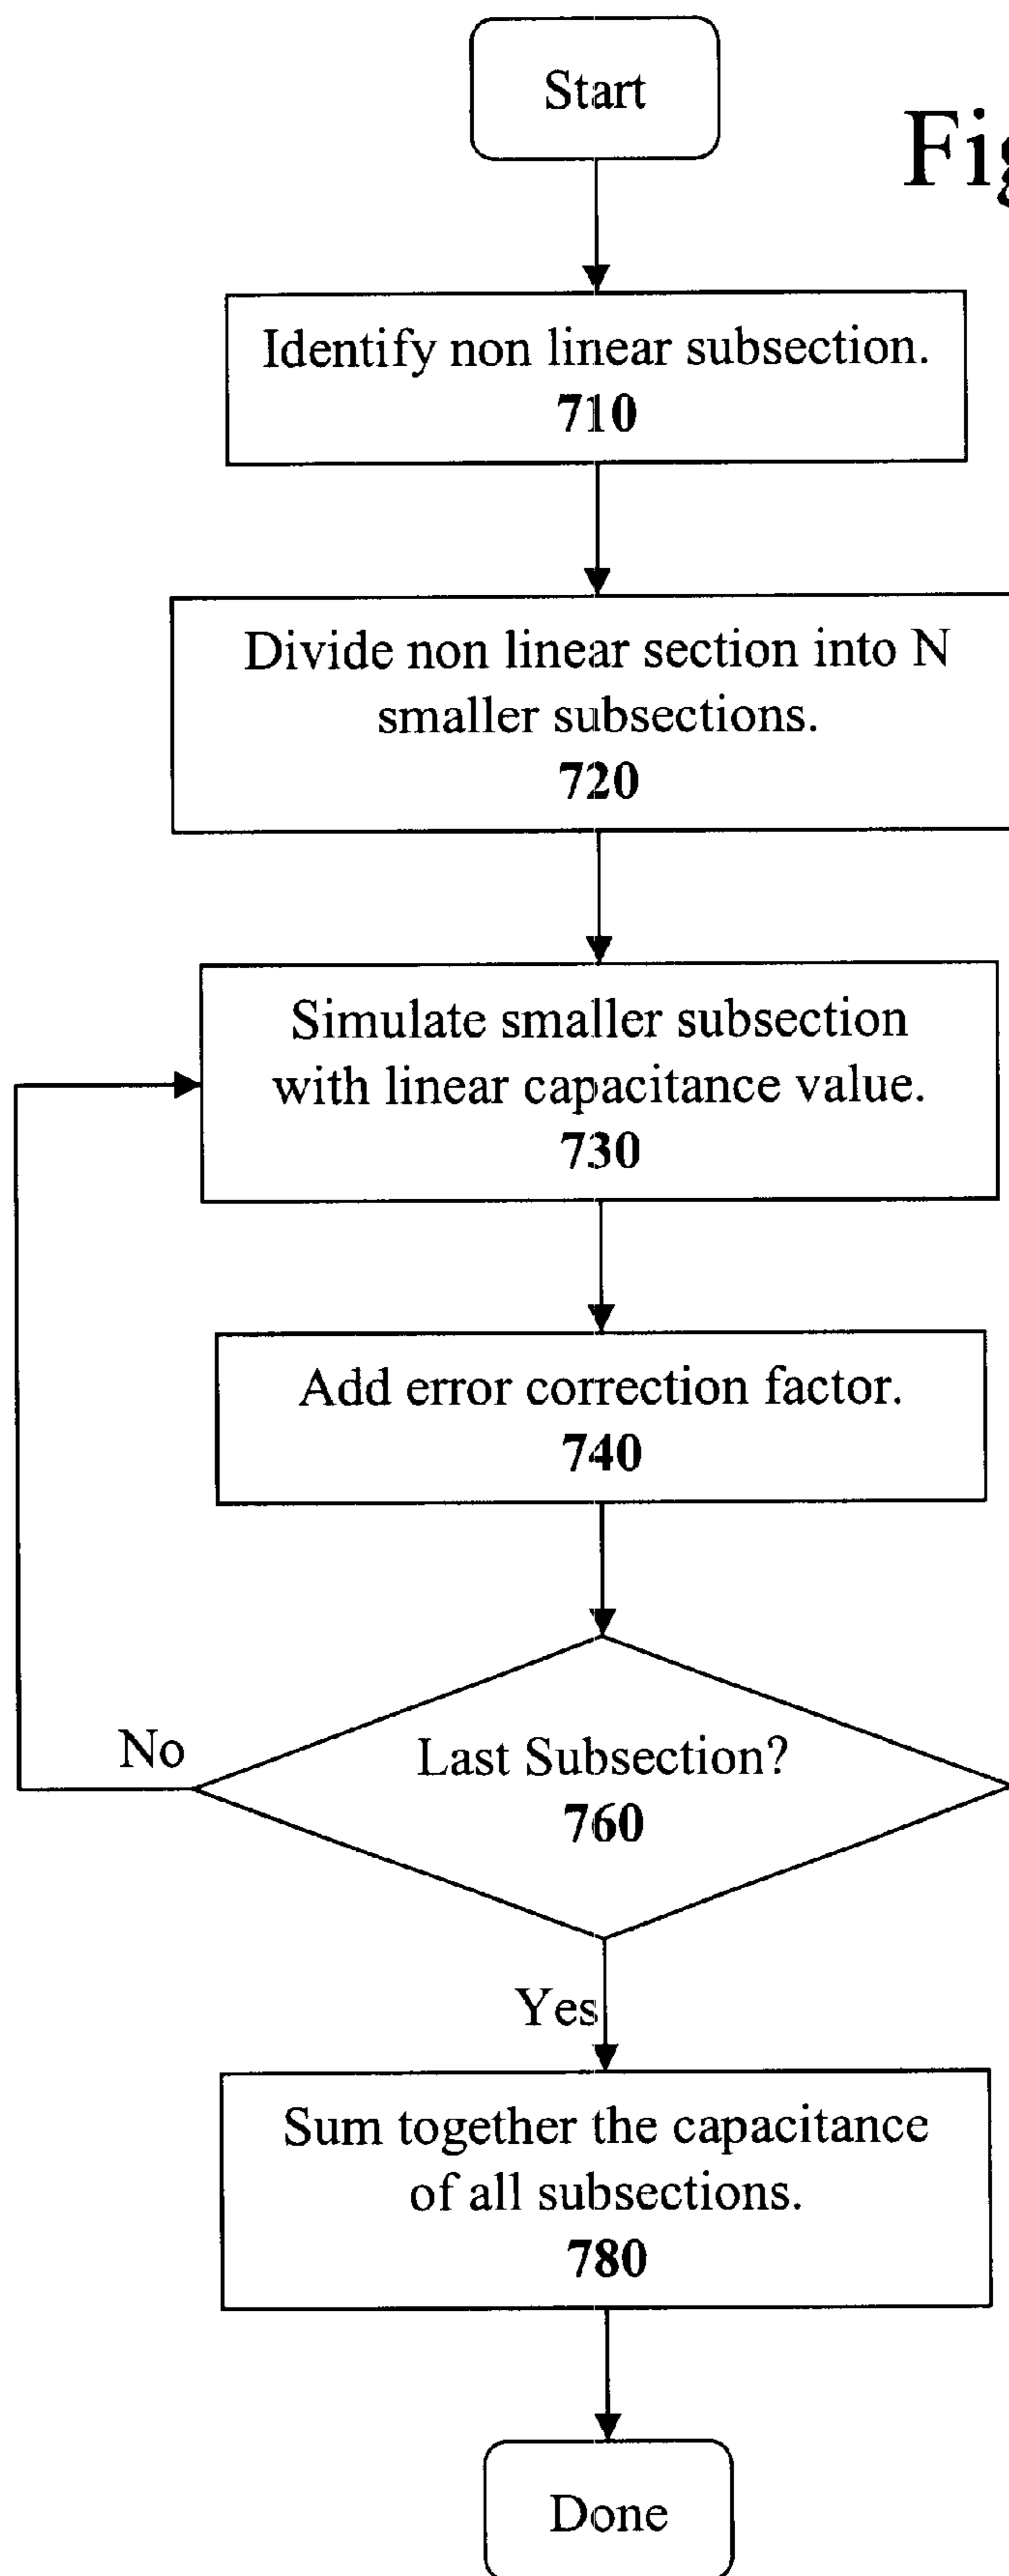 Start
Identify non linear subsection.
710
Divide non linear section into N
smaller subsections.
720
Simulate smaller subsection
with linear capacitance value.
730
Add error correction factor.
740
No
Last Subsection?
760
Yes
Sum together the capacitance
of all subsections.
780
Done